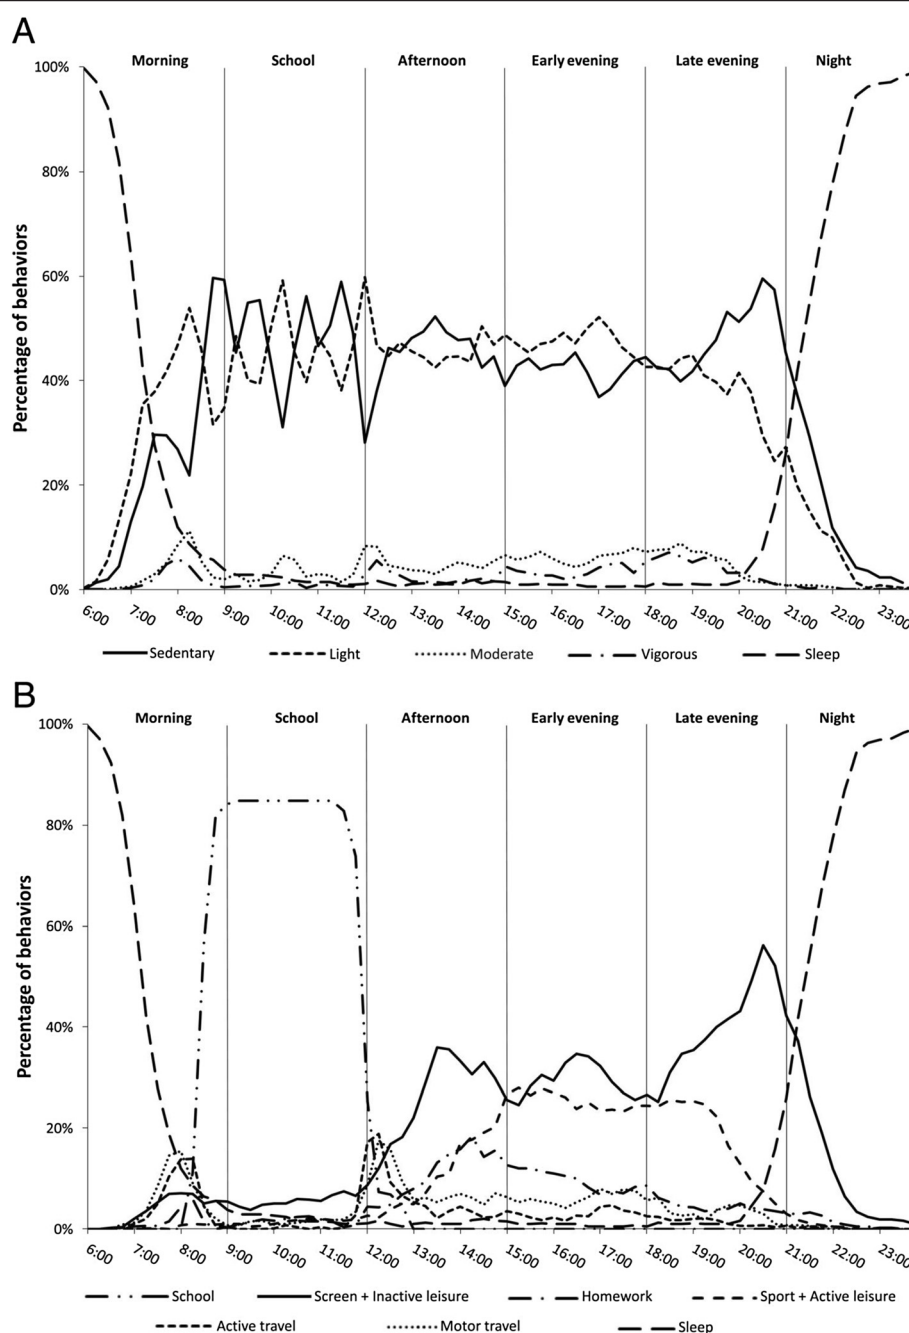 A
Morning School Afternoon Early evening Late evening Night
100%
80%
60%
40%
20%
0%
Percentage of behaviors
6:00 7:00 8:00 9:00 10:00 11:00 12:00 13:00 14:00 15:00 16:00 17:00 18:00 19:00 20:00 21:00 22:00 23:00
Sedentary Light Moderate Vigorous Sleep
B
Morning School Afternoon Early evening Late evening Night
100%
80%
60%
40%
20%
0%
Percentage of behaviors
6:00 7:00 8:00 9:00 10:00 11:00 12:00 13:00 14:00 15:00 16:00 17:00 18:00 19:00 20:00 21:00 22:00 23:00
School Screen + Inactive leisure Homework Sport + Active leisure
Active travel Motor travel Sleep